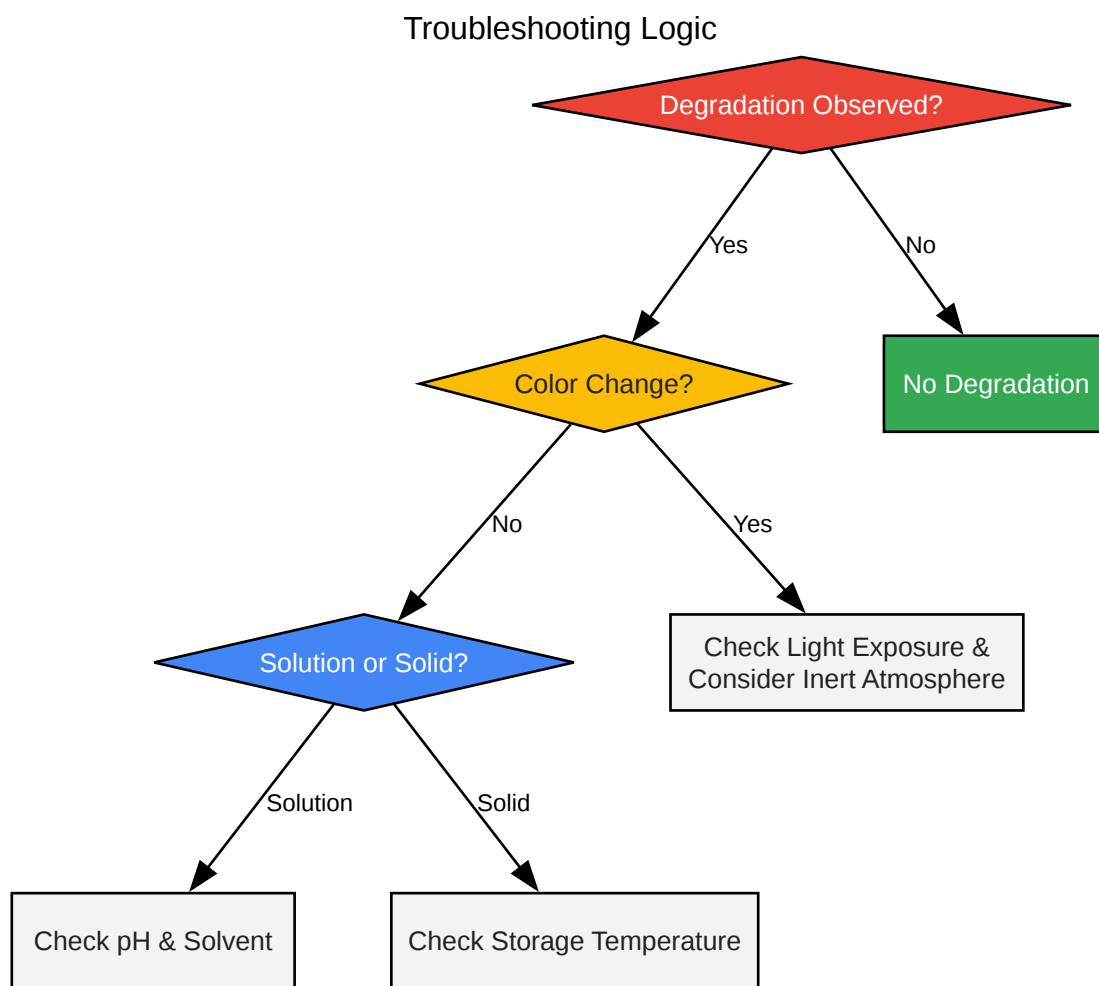 Troubleshooting Logic
Degradation Observed?
Yes
No
Color Change?
No Degradation
No
Yes
Solution or Solid?
Check Light Exposure &
Consider Inert Atmosphere
Solution
Solid
Check pH & Solvent
Check Storage Temperature